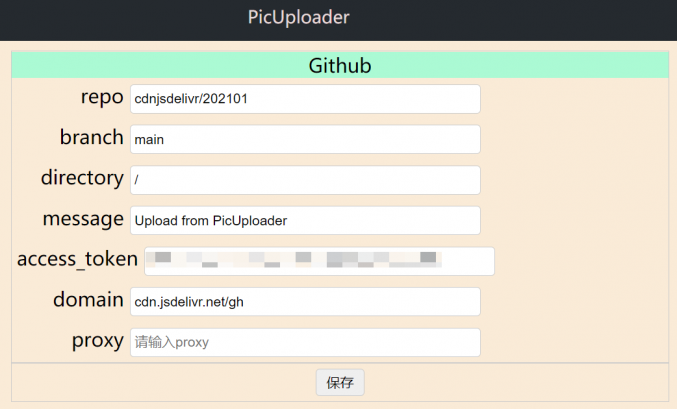 PicUploader
Github
repo cdnjsdelivr/202101
branch main
directory /
message Upload from PicUploader
access_token
domain cdn.jsdelivr.net/gh
proxy 请输入proxy
保存